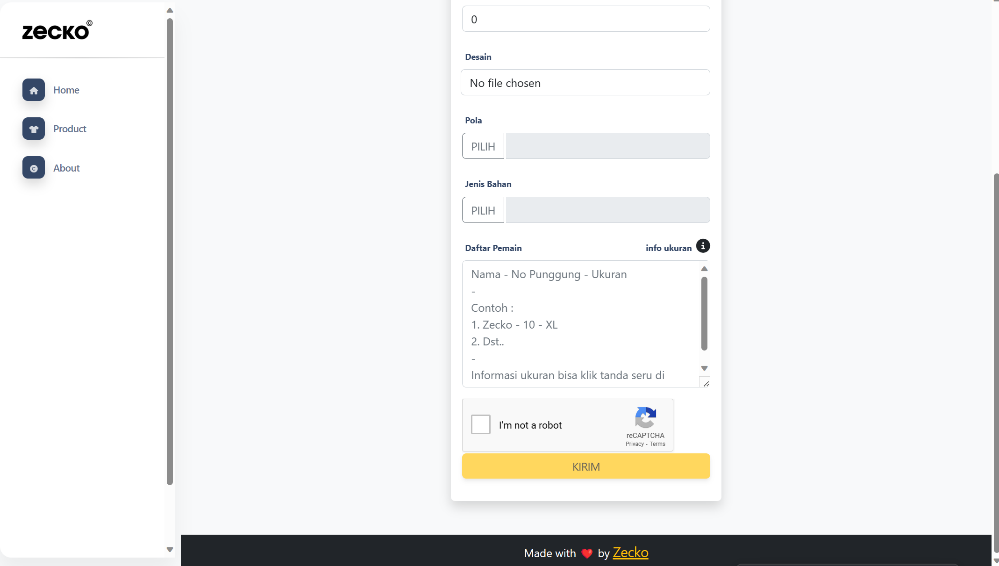 zecko©
Home
Product
About
0
Desain
No file chosen
Pola
PILIH
Jenis Bahan
PILIH
Daftar Pemain
info ukuran
Nama - No Punggung - Ukuran
-
Contoh :
1. Zecko - 10 - XL
2. Dst..
-
Informasi ukuran bisa klik tanda seru di
I'm not a robot
reCAPTCHA
Privacy - Terms
KIRIM
Made with ❤️ by Zecko